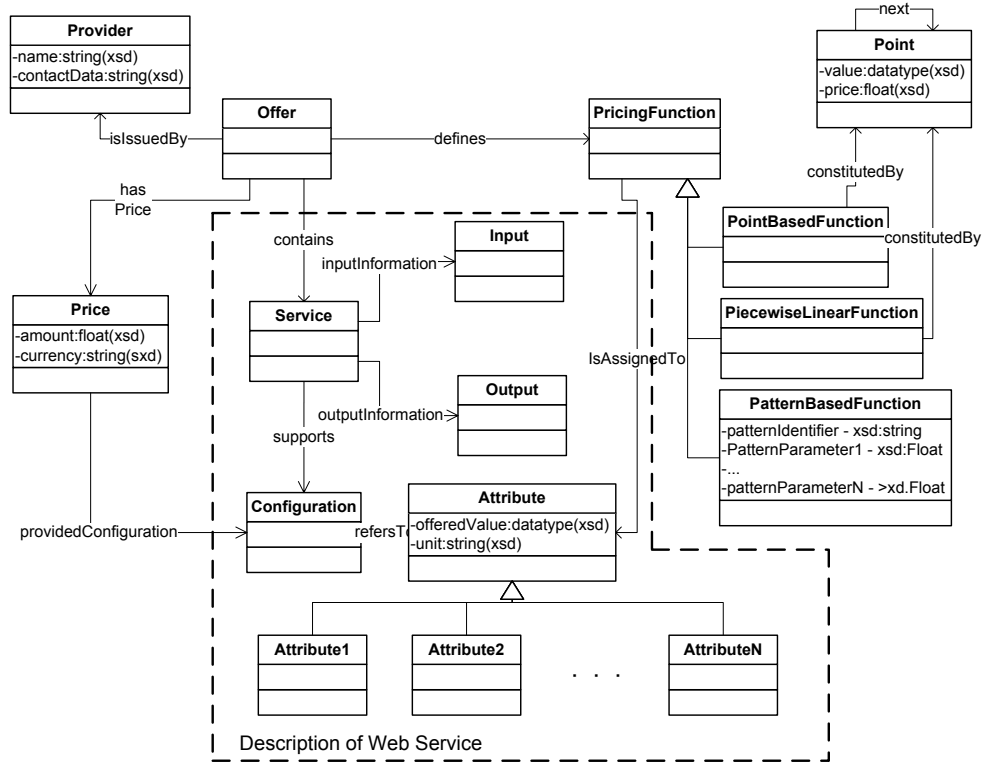 next
Provider
-name:string(xsd)
-contactData:string(xsd)
Point
-value:datatype(xsd)
-price:float(xsd)
Offer
PricingFunction
isIssuedBy
defines
constitutedBy
has
Price
PointBasedFunction
constitutedBy
contains
Input
inputInformation
Price
-amount:float(xsd)
-currency:string(sxd)
Service
PiecewiseLinearFunction
IsAssignedTo
Output
outputInformation
supports
PatternBasedFunction
-patternIdentifier - xsd:string
-PatternParameter1 - xsd:Float
-...
-patternParameterN - >xd.Float
Configuration
Attribute
-offeredValue:datatype(xsd)
-unit:string(xsd)
providedConfiguration
refersTo
Attribute1
Attribute2
. . .
AttributeN
Description of Web Service